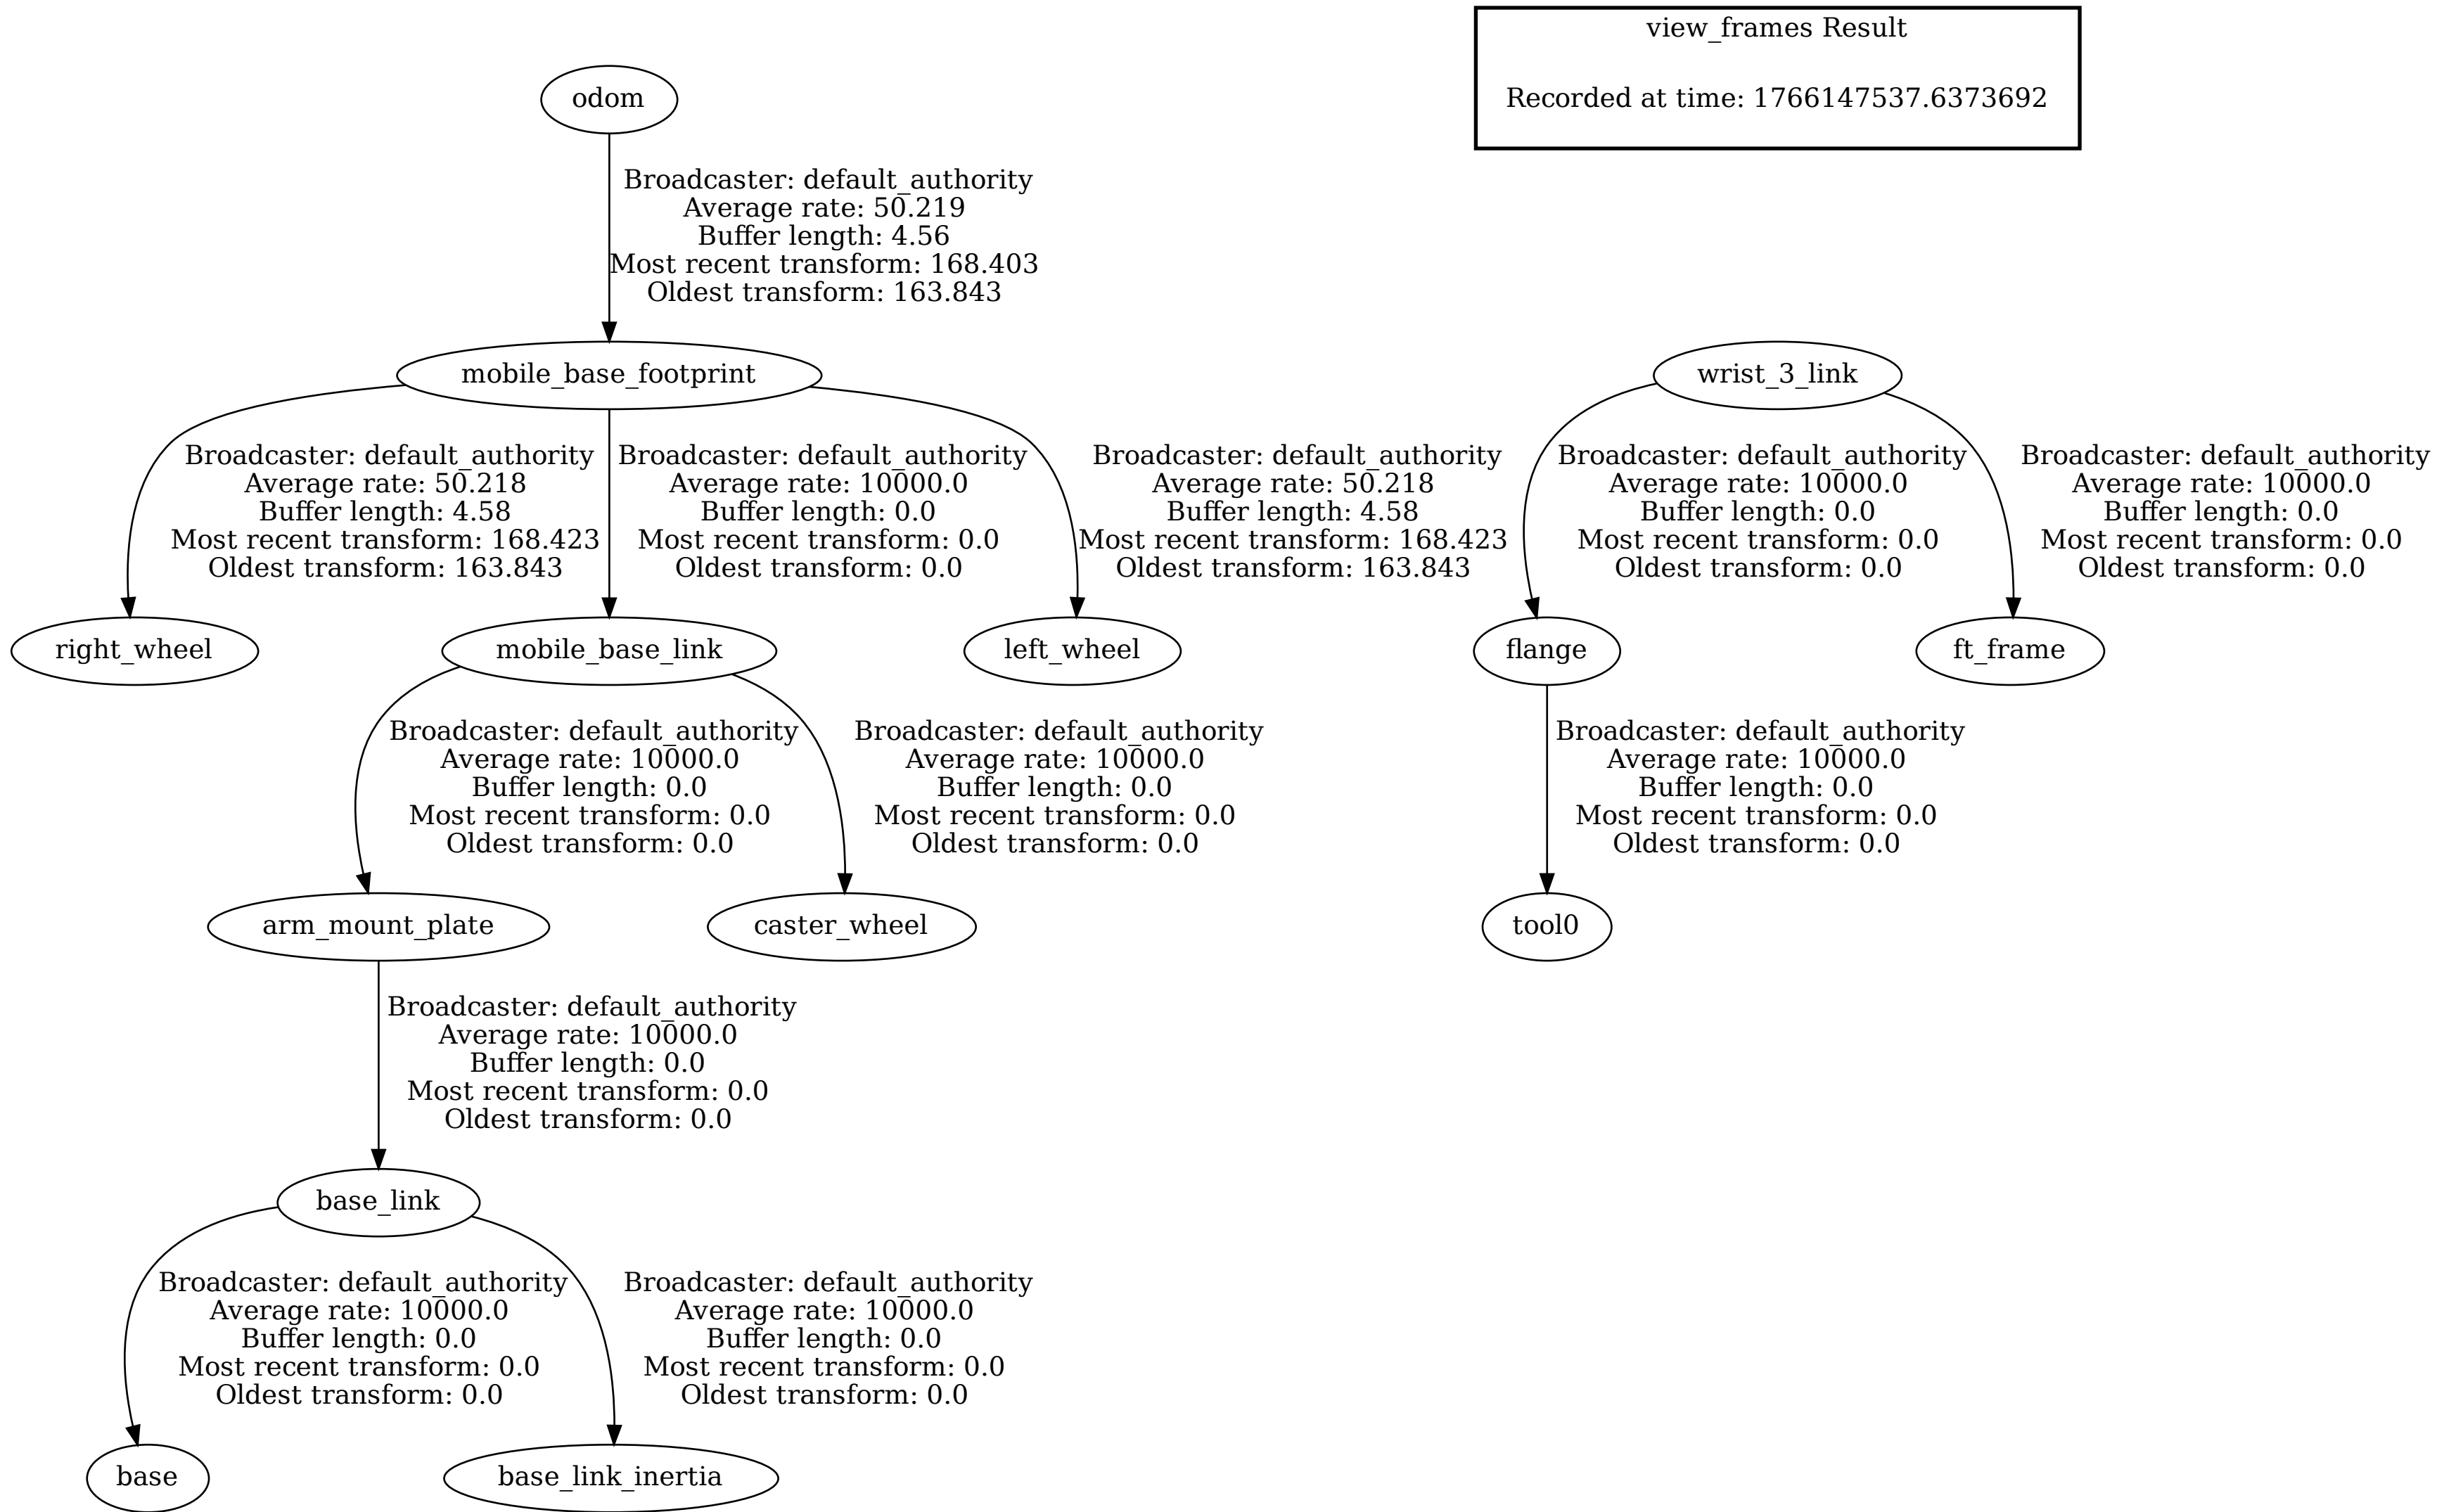 view_frames Result
Recorded at time: 1766147537.6373692
odom
Broadcaster: default_authority
Average rate: 50.219
Buffer length: 4.56
Most recent transform: 168.403
Oldest transform: 163.843
mobile_base_footprint
wrist_3_link
Broadcaster: default_authority
Average rate: 50.218
Buffer length: 4.58
Most recent transform: 168.423
Oldest transform: 163.843
Broadcaster: default_authority
Average rate: 10000.0
Buffer length: 0.0
Most recent transform: 0.0
Oldest transform: 0.0
Broadcaster: default_authority
Average rate: 50.218
Buffer length: 4.58
Most recent transform: 168.423
Oldest transform: 163.843
Broadcaster: default_authority
Average rate: 10000.0
Buffer length: 0.0
Most recent transform: 0.0
Oldest transform: 0.0
Broadcaster: default_authority
Average rate: 10000.0
Buffer length: 0.0
Most recent transform: 0.0
Oldest transform: 0.0
right_wheel
mobile_base_link
left_wheel
flange
ft_frame
Broadcaster: default_authority
Average rate: 10000.0
Buffer length: 0.0
Most recent transform: 0.0
Oldest transform: 0.0
Broadcaster: default_authority
Average rate: 10000.0
Buffer length: 0.0
Most recent transform: 0.0
Oldest transform: 0.0
Broadcaster: default_authority
Average rate: 10000.0
Buffer length: 0.0
Most recent transform: 0.0
Oldest transform: 0.0
arm_mount_plate
caster_wheel
tool0
Broadcaster: default_authority
Average rate: 10000.0
Buffer length: 0.0
Most recent transform: 0.0
Oldest transform: 0.0
base_link
Broadcaster: default_authority
Average rate: 10000.0
Buffer length: 0.0
Most recent transform: 0.0
Oldest transform: 0.0
Broadcaster: default_authority
Average rate: 10000.0
Buffer length: 0.0
Most recent transform: 0.0
Oldest transform: 0.0
base
base_link_inertia